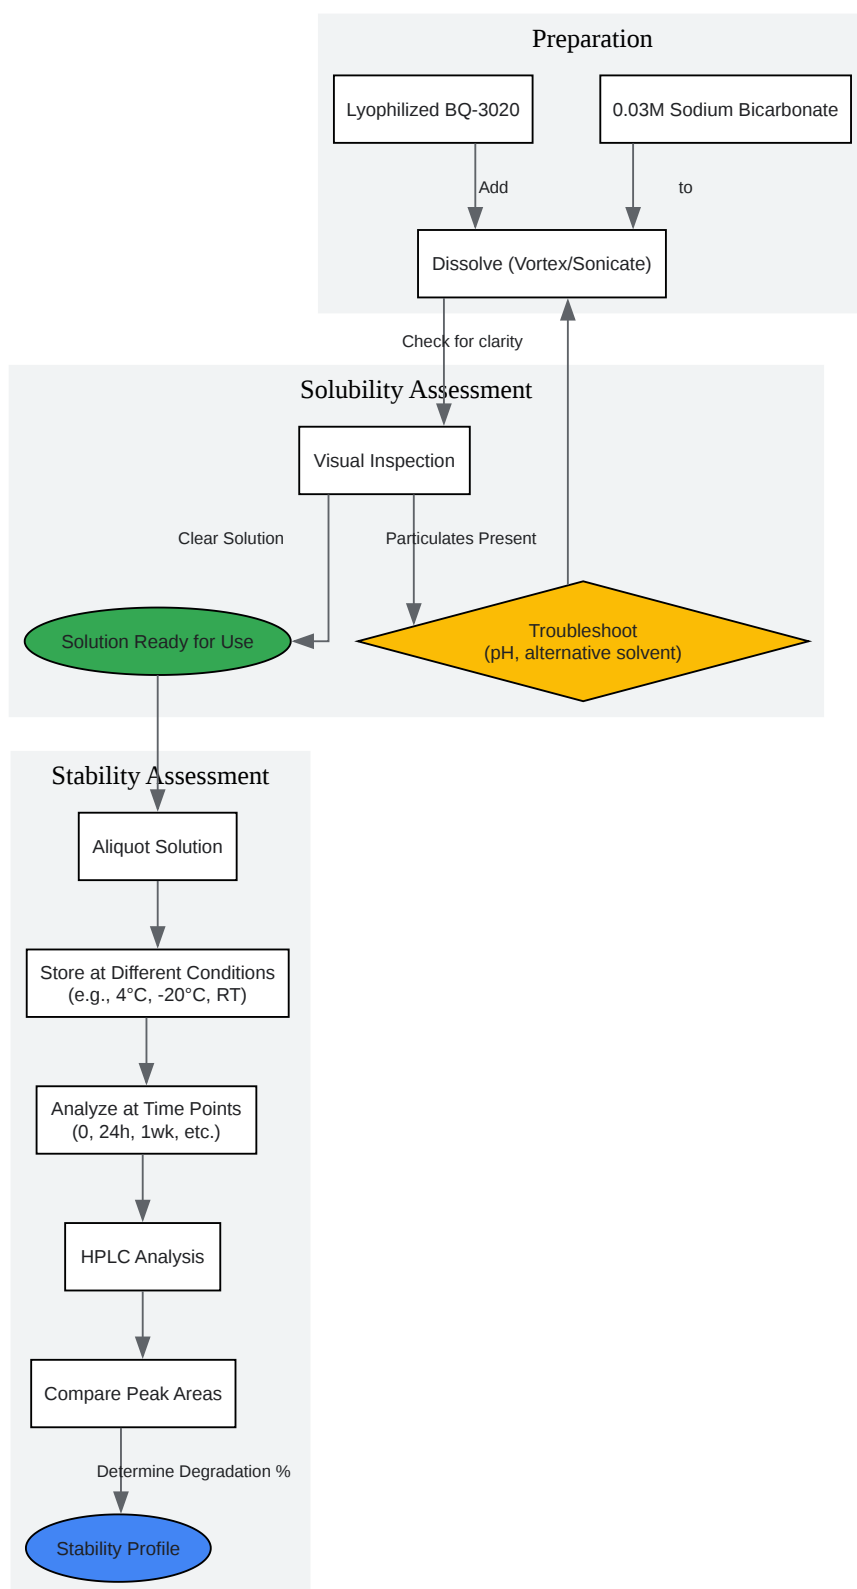 Preparation
Lyophilized BQ-3020
0.03M Sodium Bicarbonate
Add
to
Dissolve (Vortex/Sonicate)
Check for clarity
Solubility Assessment
Visual Inspection
Clear Solution
Particulates Present
Solution Ready for Use
Troubleshoot
(pH, alternative solvent)
Stability Assessment
Aliquot Solution
Store at Different Conditions
(e.g., 4°C, -20°C, RT)
Analyze at Time Points
(0, 24h, 1wk, etc.)
HPLC Analysis
Compare Peak Areas
Determine Degradation %
Stability Profile